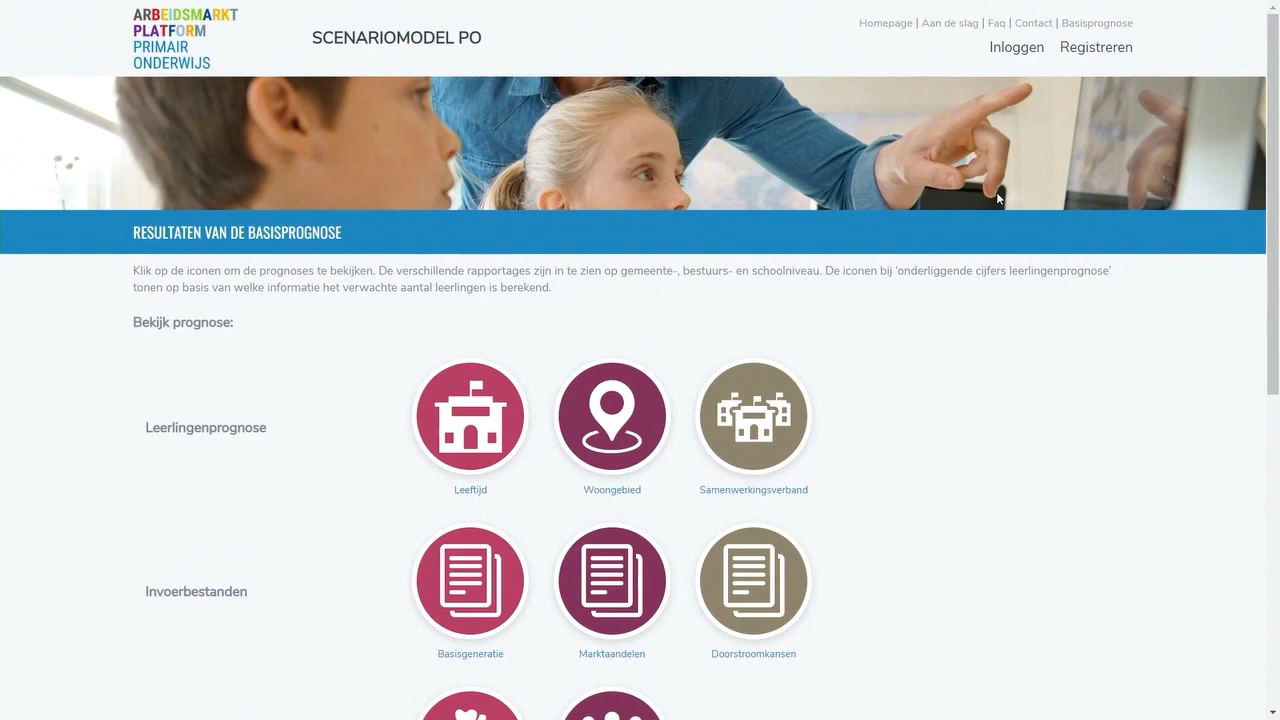 ARBEIDSMARKT
PLATFORM
PRIMAIR
ONDERWIJS
SCENARIOMODEL PO
Homepage | Aan de slag | Faq | Contact | Basisprognose
Inloggen Registreren
RESULTATEN VAN DE BASISPROGNOSE
Klik op de iconen om de prognoses te bekijken. De verschillende rapportages zijn in te zien op gemeente-, bestuurs- en schoolniveau. De iconen bij ‘onderliggende cijfers leerlingenprognose’
tonen op basis van welke informatie het verwachte aantal leerlingen is berekend.
Bekijk prognose:
Leerlingenprognose
Leeftijd Woongebied Samenwerkingsverband
Invoerbestanden
Basisgeneratie Marktaandelen Doorstroomkansen